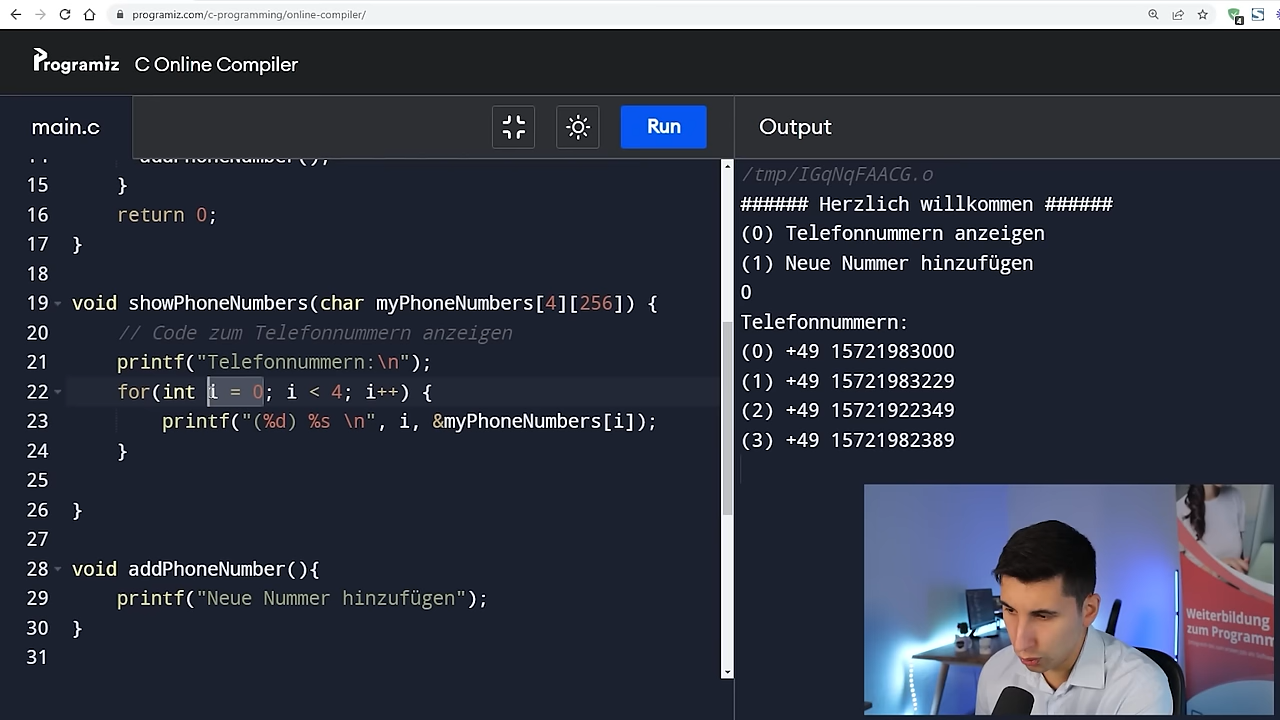 programiz.com/c-programming/online-compiler/
4
Programiz
C Online Compiler
main.c
Run
Output
14 addPhoneNumber();
15 }
16 return 0;
17 }
18
19 void showPhoneNumbers(char myPhoneNumbers[4][256]) {
20 // Code zum Telefonnummern anzeigen
21 printf("Telefonnummern:\n");
22 for(int i = 0; i < 4; i++) {
23 printf("(%d) %s \n", i, &myPhoneNumbers[i]);
24 }
25
26 }
27
28 void addPhoneNumber(){
29 printf("Neue Nummer hinzufügen");
30 }
31
/tmp/IGqNqFAACG.o
###### Herzlich willkommen ######
(0) Telefonnummern anzeigen
(1) Neue Nummer hinzufügen
0
Telefonnummern:
(0) +49 15721983000
(1) +49 15721983229
(2) +49 15721922349
(3) +49 15721982389
Weiterbildung
zum Programm